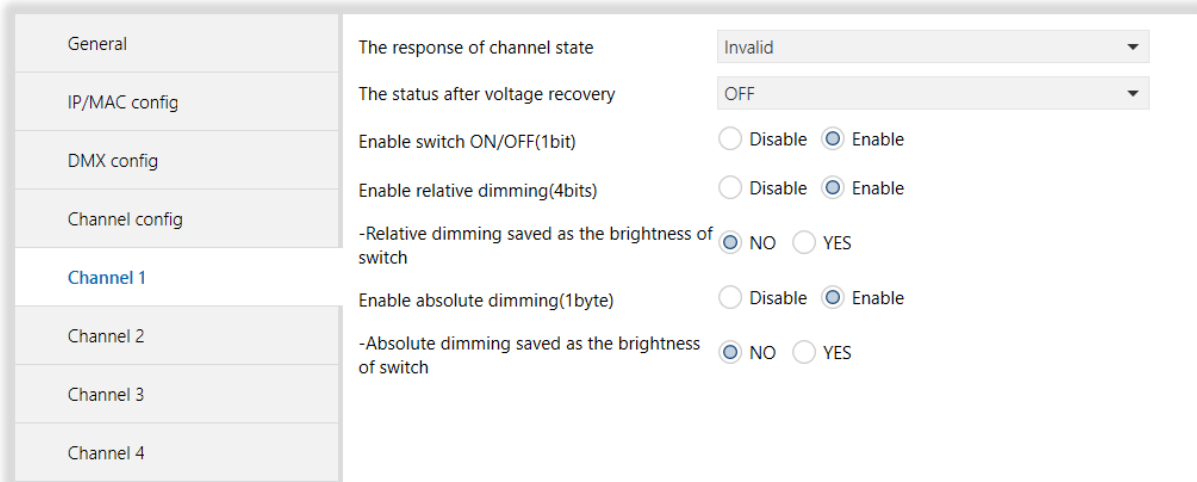 General
IP/MAC config
DMX config
Channel config
Channel 1
Channel 2
Channel 3
Channel 4
The response of channel state
Invalid
The status after voltage recovery
OFF
Enable switch ON/OFF(1bit)
Disable Enable
Enable relative dimming(4bits)
Disable Enable
-Relative dimming saved as the brightness of
switch
NO YES
Enable absolute dimming(1byte)
Disable Enable
-Absolute dimming saved as the brightness
of switch
NO YES